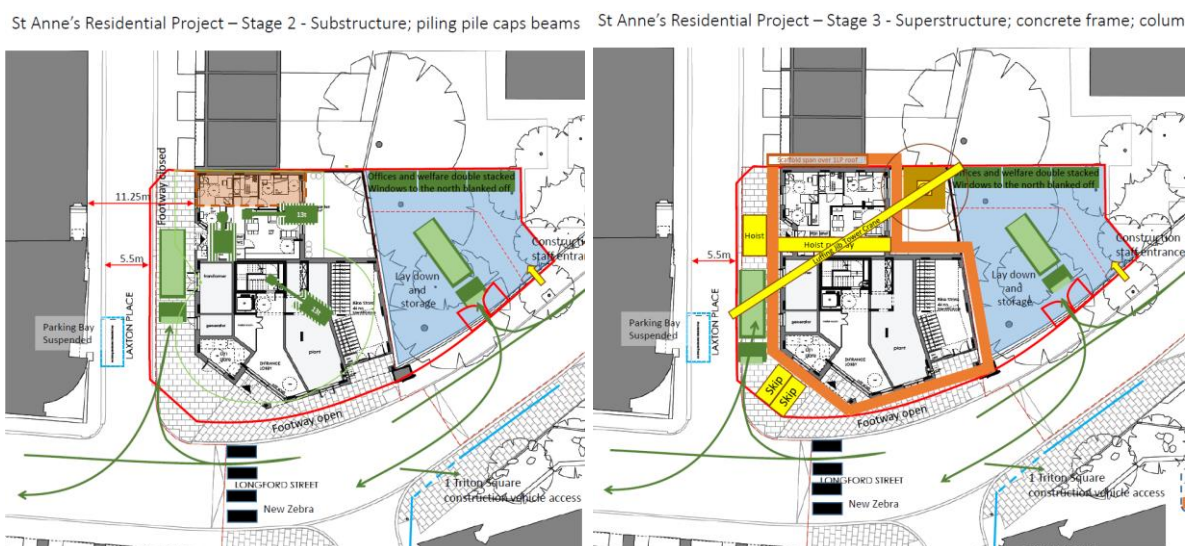 St Anne's Residential Project – Stage 2 - Substructure; piling pile caps beams
Footway closed
11.25m
5.5m
LAXTON PLACE
Parking Bay
Suspended
13t
13t
transformer
generator
plant
ENTRANCE
LOBBY
Offices and welfare double stacked
Windows to the north blanked off
Lay down
and
storage
Construction
staff entrance
Footway open
LONGFORD STREET
New Zebra
1 Triton Square
construction vehicle access
St Anne's Residential Project – Stage 3 - Superstructure; concrete frame; colum
Scaffold span over SLP roof
Offices and welfare double stacked
Windows to the north blanked off
Hoist
Luffing jib Tower Crane
5.5m
LAXTON PLACE
Parking Bay
Suspended
Lay down
and
storage
Construction
staff entrance
generator
plant
ENTRANCE
LOBBY
Skip
Skip
Footway open
LONGFORD STREET
New Zebra
1 Triton Square
construction vehicle access